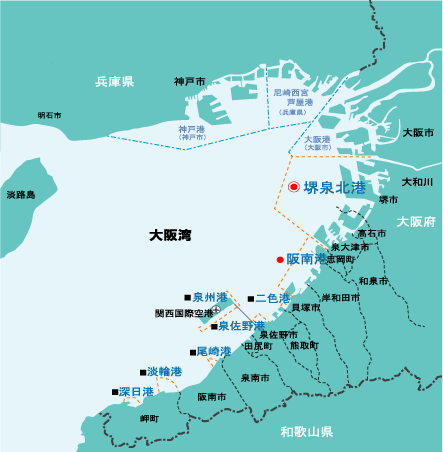 兵庫県
神戸市
尼崎西宮
芦屋港
(兵庫県)
明石市
神戸港
(神戸市)
大阪港
(大阪市)
大阪市
淡路島
堺泉北港
大和川
堺市
大阪府
大阪湾
高石市
泉大津市
忠岡町
阪南港
和泉市
泉州港
二色港
岸和田市
関西国際空港
貝塚市
泉佐野港
泉佐野市
熊取町
尾崎港
田尻町
淡輪港
泉南市
深日港
阪南市
岬町
和歌山県